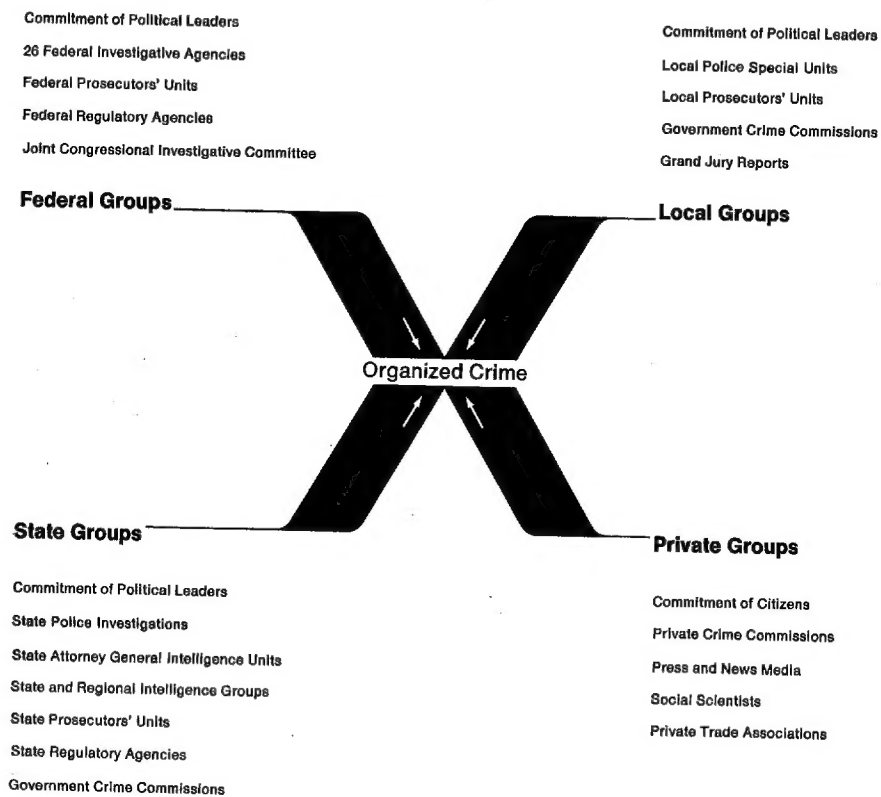 Commitment of Political Leaders
26 Federal Investigative Agencies
Federal Prosecutors' Units
Federal Regulatory Agencies
Joint Congressional Investigative Committee
Federal Groups
Commitment of Political Leaders
Local Police Special Units
Local Prosecutors' Units
Government Crime Commissions
Grand Jury Reports
Local Groups
Organized Crime
State Groups
Commitment of Political Leaders
State Police Investigations
State Attorney General Intelligence Units
State and Regional Intelligence Groups
State Prosecutors' Units
State Regulatory Agencies
Government Crime Commissions
Private Groups
Commitment of Citizens
Private Crime Commissions
Press and News Media
Social Scientists
Private Trade Associations